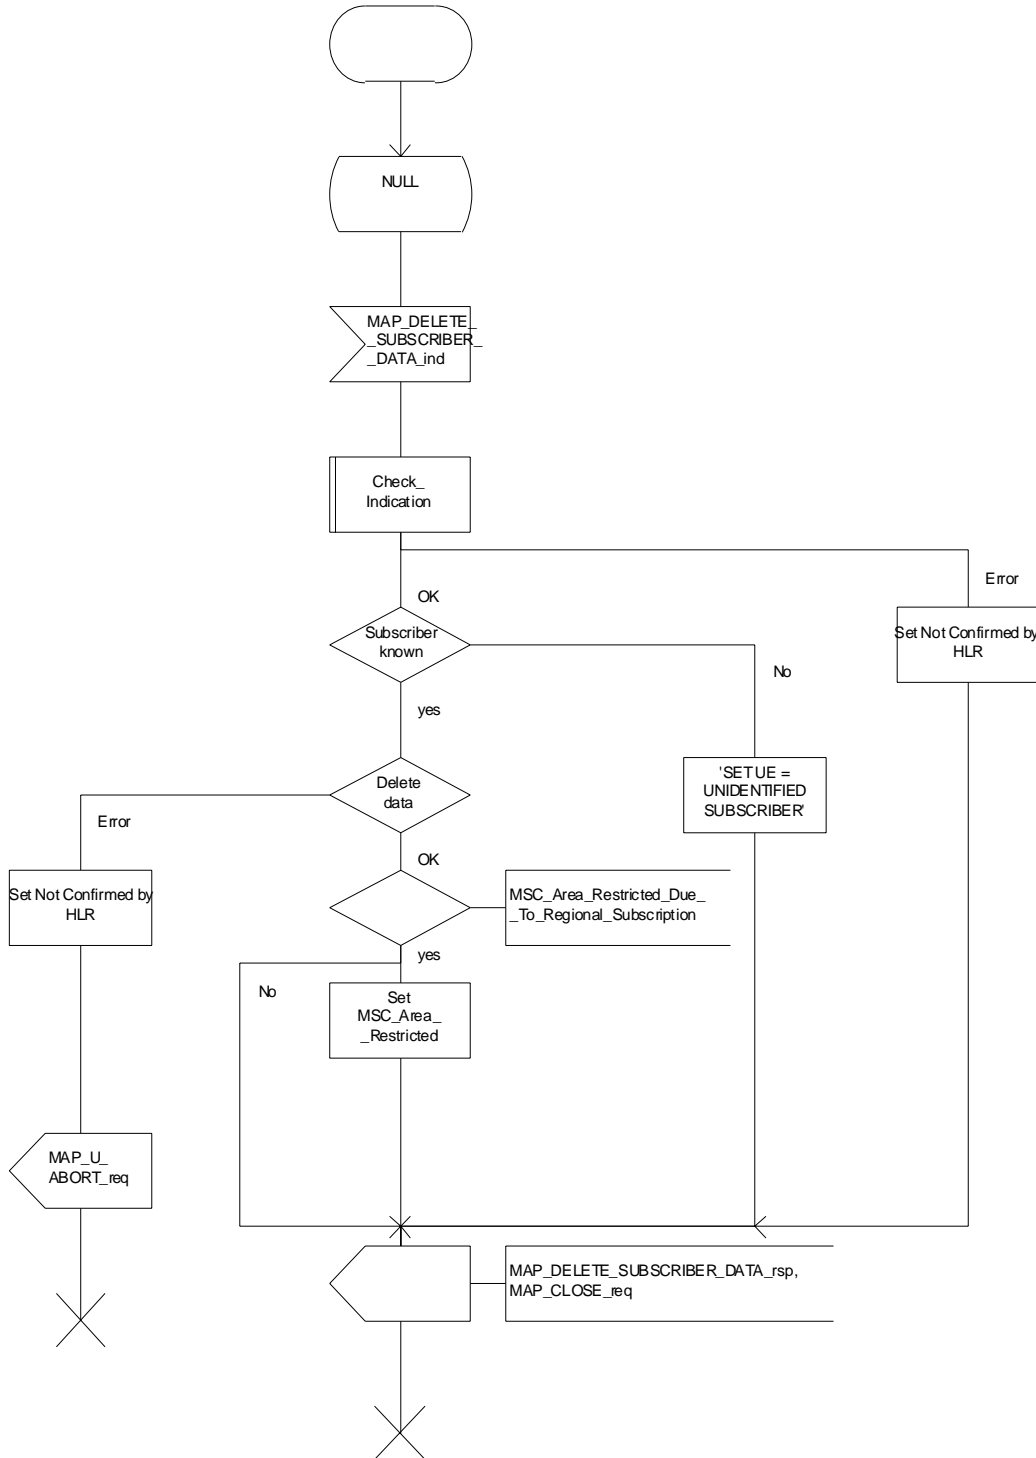 NULL
MAP_DELETE_
_SUBSCRIBER_
_DATA_ind
Check_
Indication
Error
OK
Subscriber
known
Set Not Confirmed by
HLR
No
yes
'SET UE =
UNIDENTIFIED
SUBSCRIBER'
Delete
data
Error
OK
Set Not Confirmed by
HLR
MSC_Area_Restricted_Due_
_To_Regional_Subscription
yes
No
Set
MSC_Area_
_Restricted
MAP_U_
ABORT_req
MAP_DELETE_SUBSCRIBER_DATA_rsp,
MAP_CLOSE_req